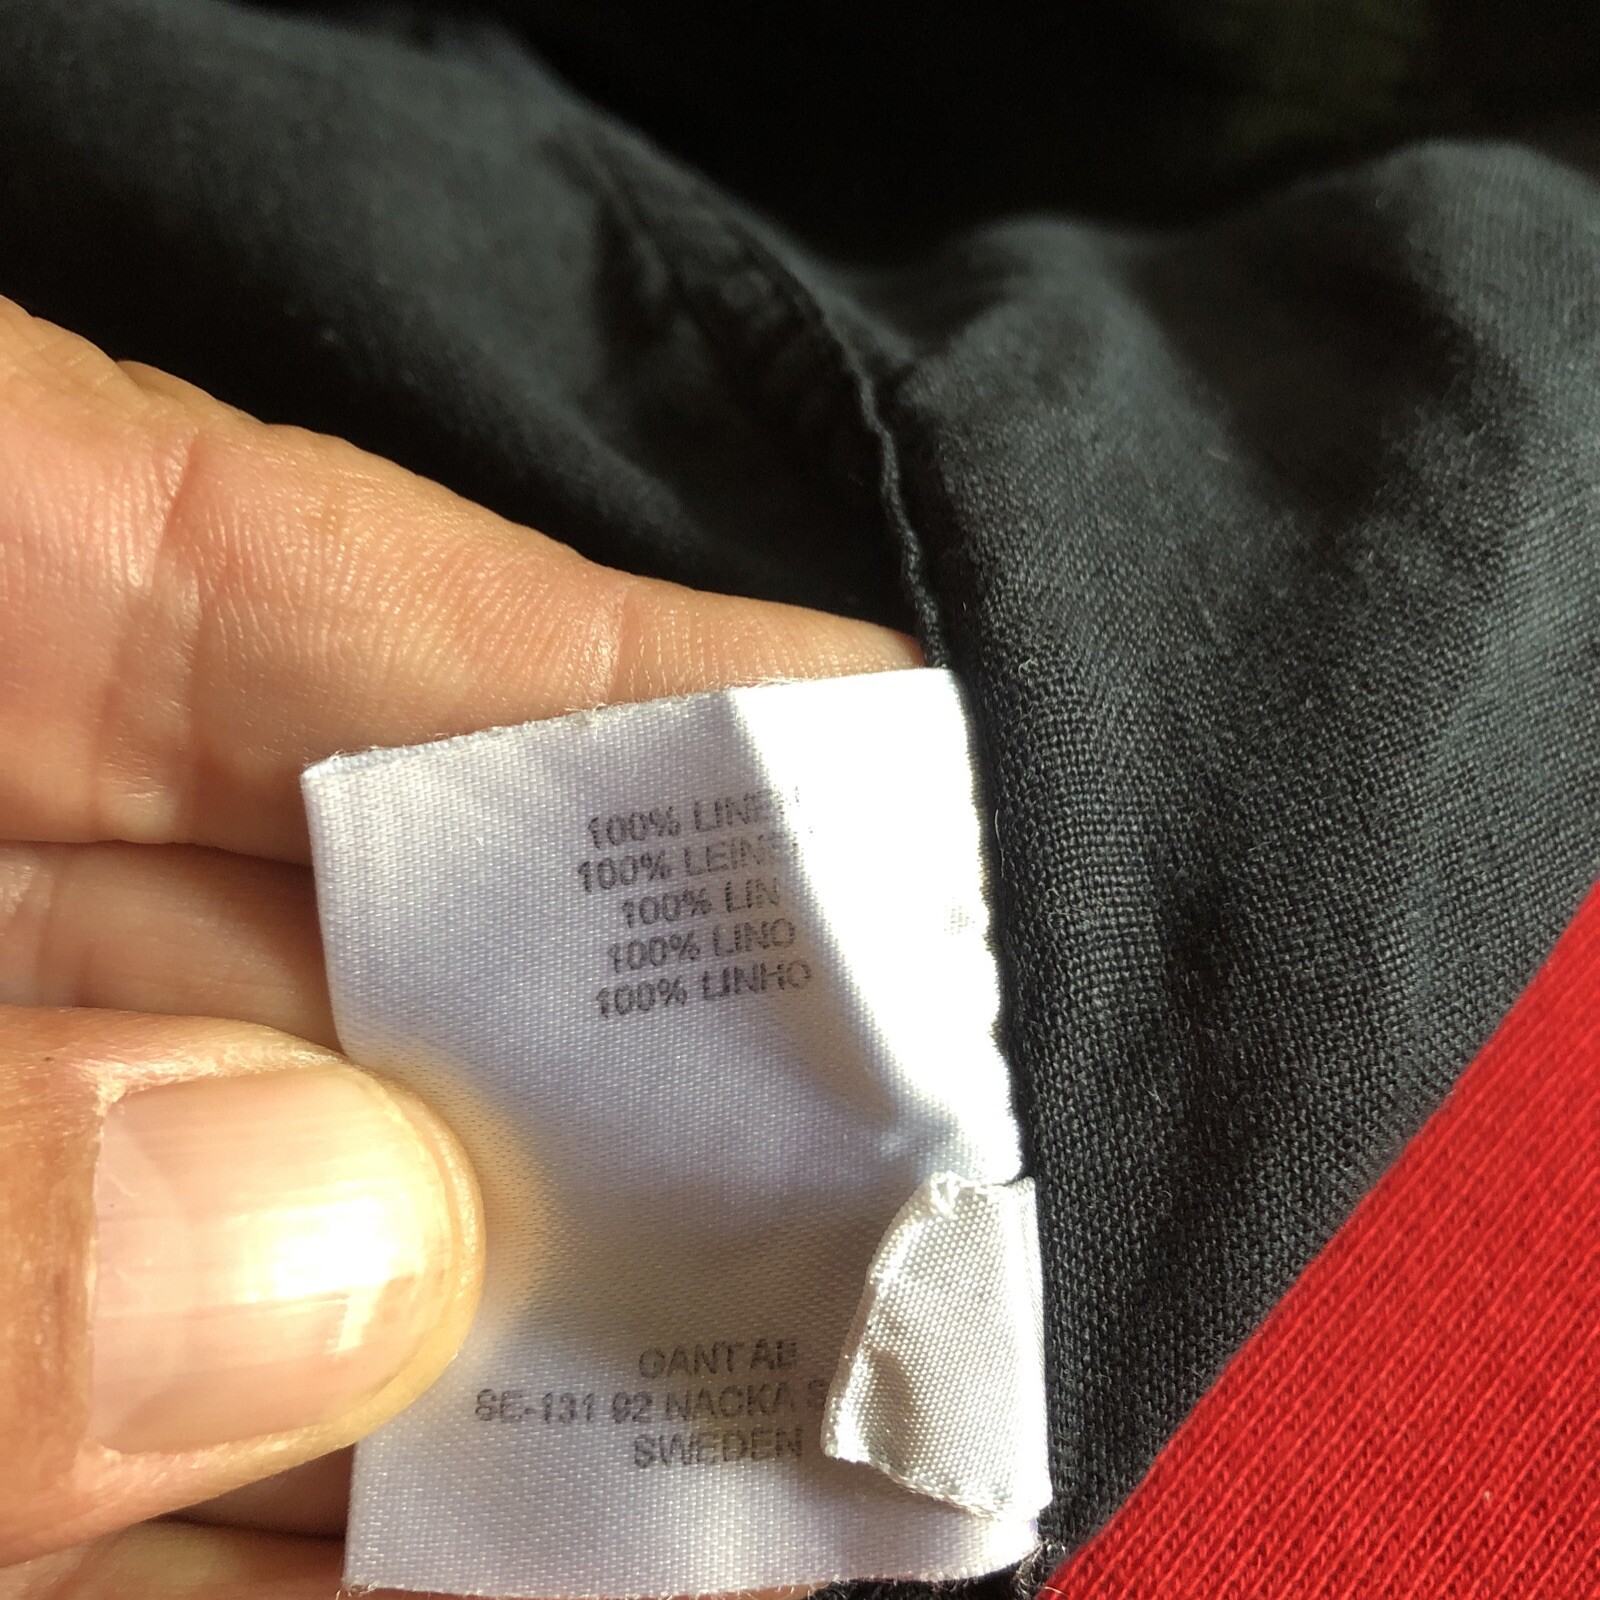 100% LINEN
100% LEINEN
100% LIN
100% LINO
100% LINHO
GANT AB
SE-131 92 NACKA
SWEDEN